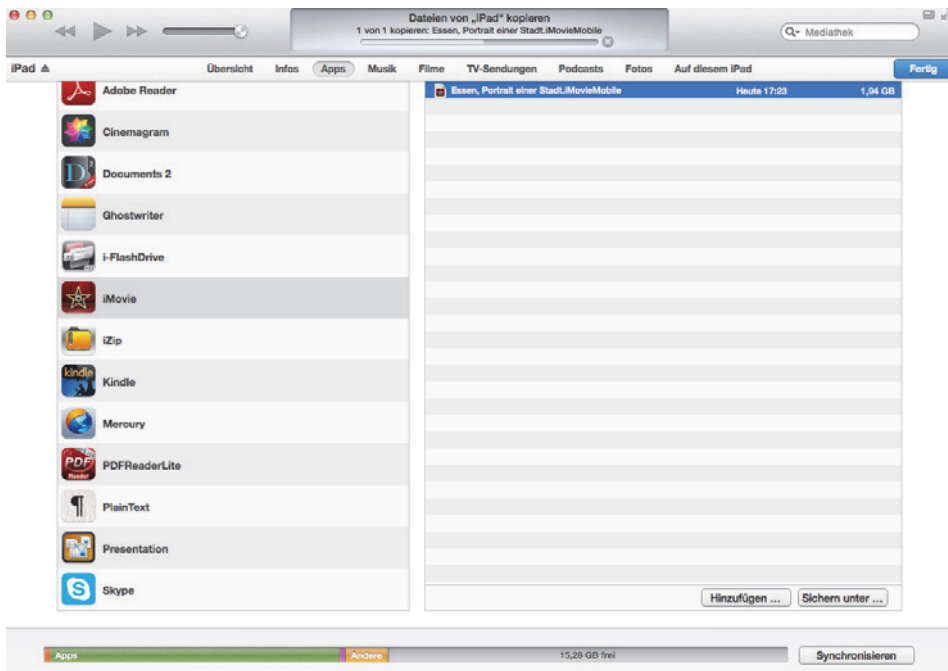 Dateien von „iPad“ kopieren
1 von 1 kopieren: Essen, Portrait einer Stadt.iMovieMobile
Mediathek
iPad
Übersicht Infos Apps Musik Filme TV-Sendungen Podcasts Fotos Auf diesem iPad
Fertig
Adobe Reader
Cinemagram
Documents 2
Ghostwriter
i-FlashDrive
iMovie
iZip
kindle
Kindle
Mercury
PDF
Reader
PDFReaderLite
PlainText
Presentation
Skype
Essen, Portrait einer Stadt.iMovieMobile Heute 17:23 1,94 GB
Hinzufügen ... Sichern unter ...
Apps Andere 15,28 GB frei
Synchronisieren